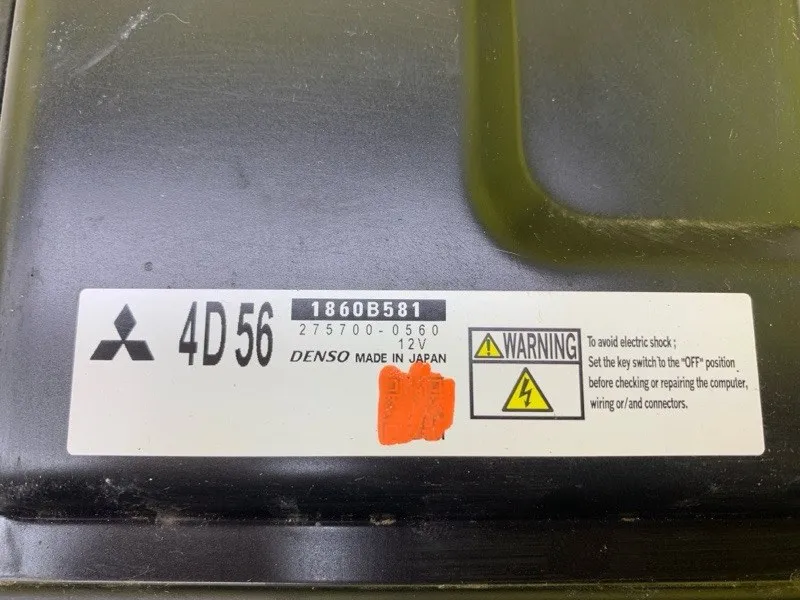 4D56
1860B581
275700-0560
12V
DENSO MADE IN JAPAN
WARNING
To avoid electric shock ;
Set the key switch to the "OFF" position
before checking or repairing the computer,
wiring or/and connectors.